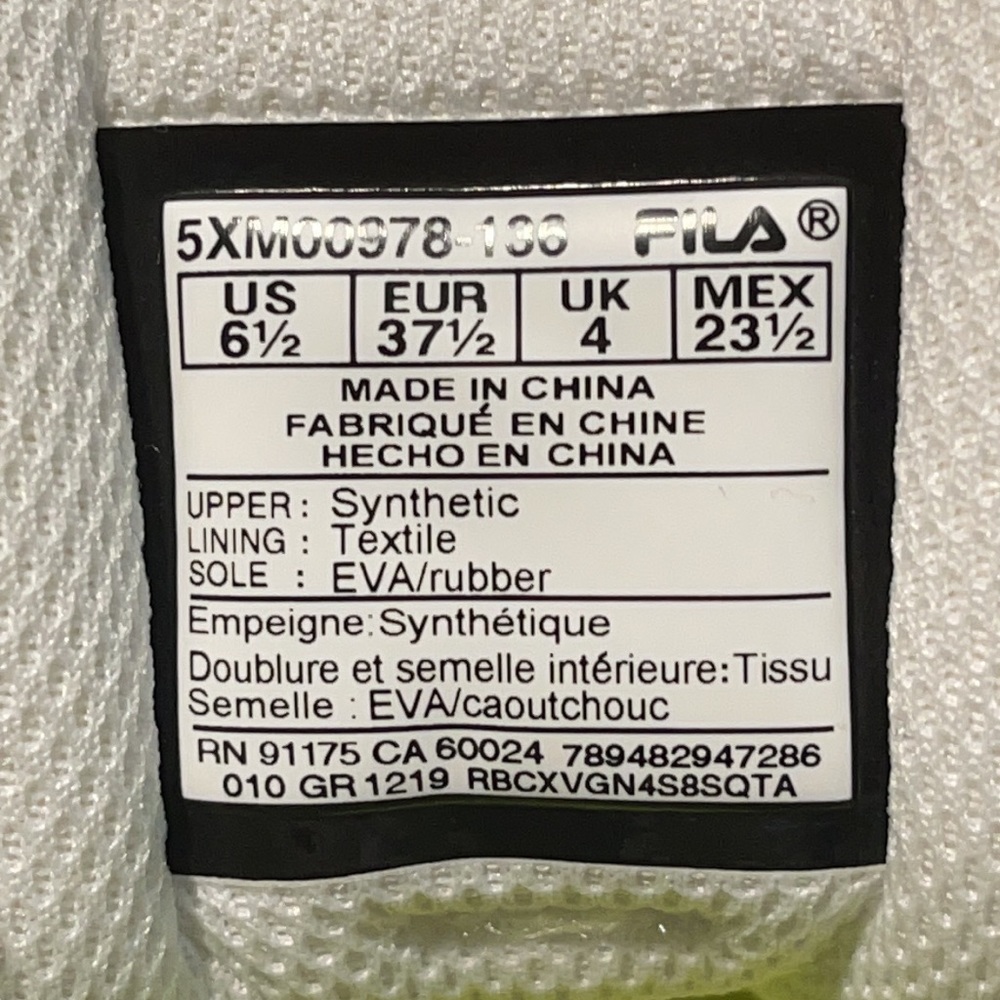 5XM00978-136 FILA®
US EUR UK MEX
6½ 37½ 4 23½
MADE IN CHINA
FABRIQUÉ EN CHINE
HECHO EN CHINA
UPPER: Synthetic
LINING : Textile
SOLE : EVA/rubber
Empeigne:Synthétique
Doublure et semelle intérieure:Tissu
Semelle : EVA/caoutchouc
RN 91175 CA 60024 789482947286
010 GR 1219 RBCXVGN4S8SQTA